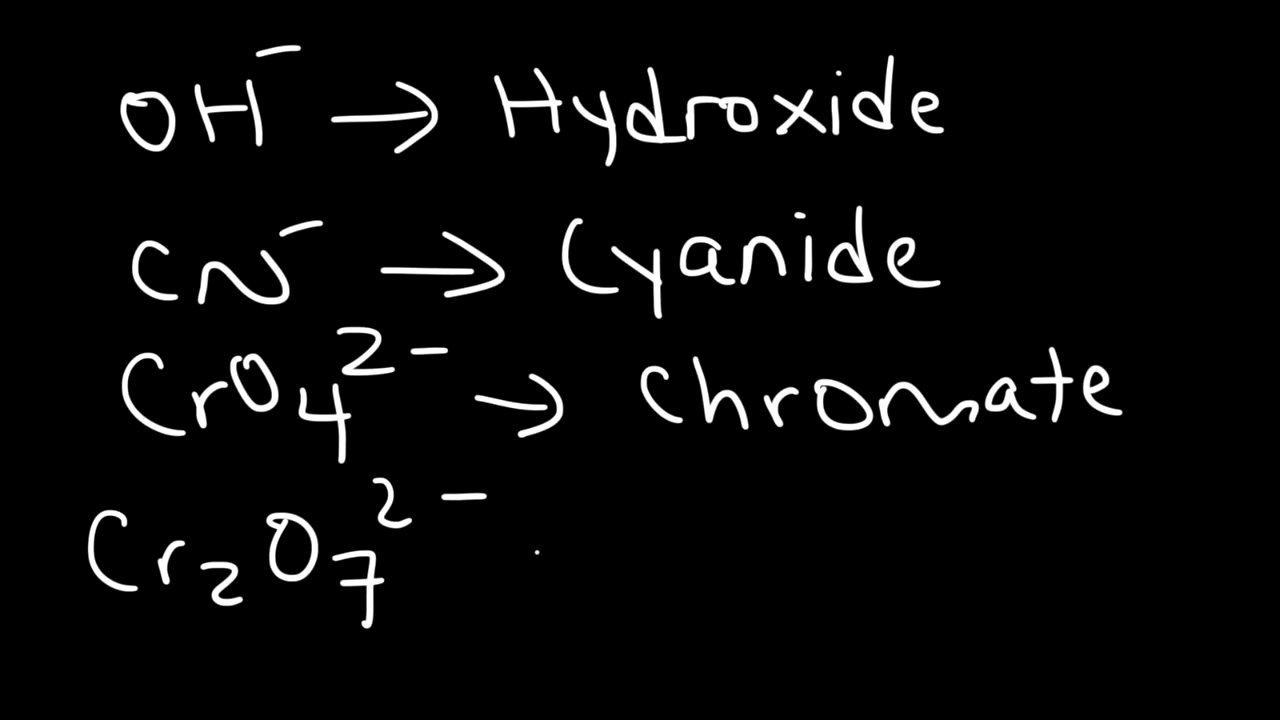 OH⁻ → Hydroxide
CN⁻ → Cyanide
CrO₄²⁻ → Chromate
Cr₂O₇²⁻